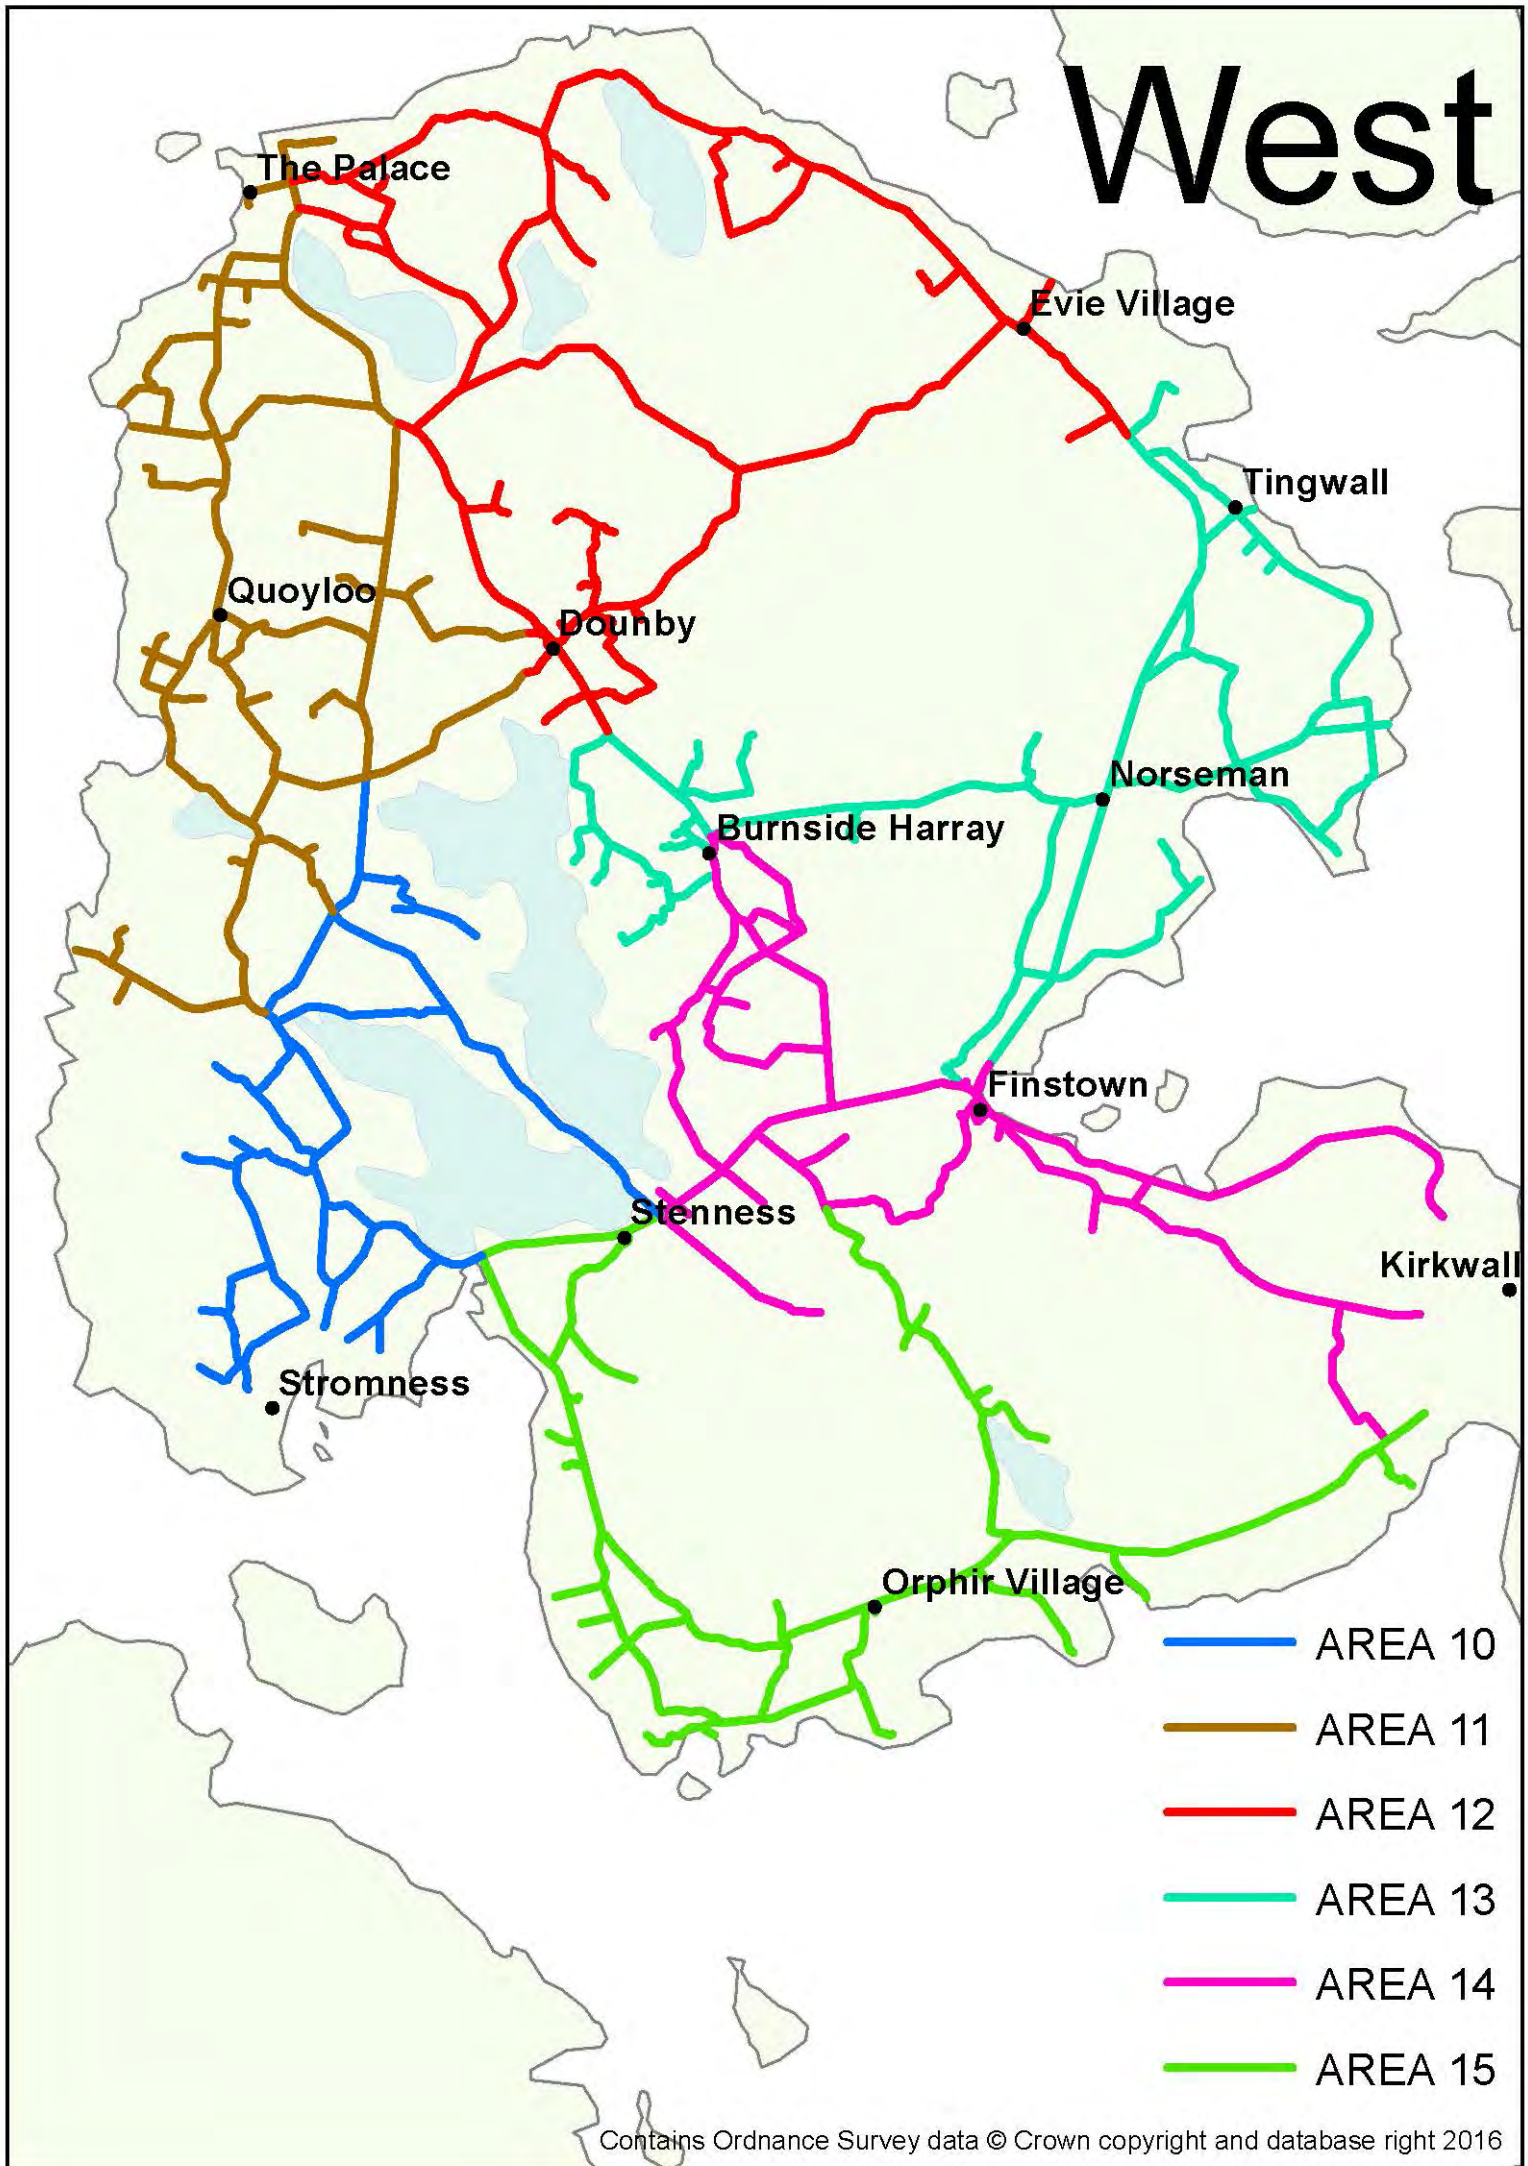 West
The Palace
Evie Village
Tingwall
Quoyloo
Dounby
Norseman
Burnside Harray
Finstown
Stenness
Kirkwall
Stromness
Orphir Village
AREA 10
AREA 11
AREA 12
AREA 13
AREA 14
AREA 15
Contains Ordnance Survey data © Crown copyright and database right 2016